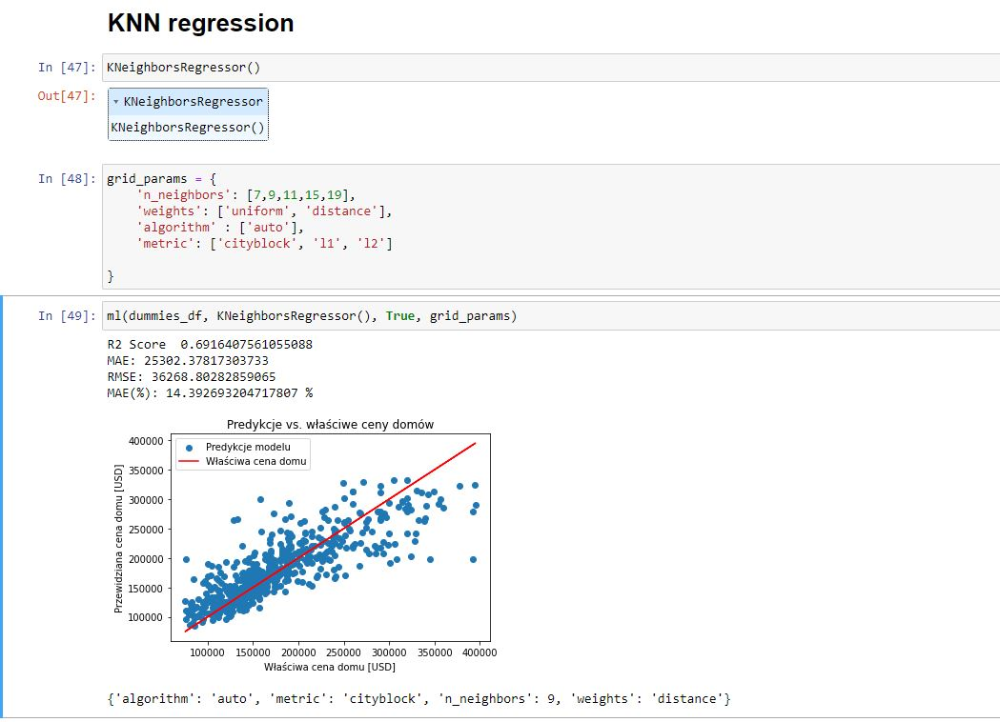 KNN regression
In [47]: KNeighborsRegressor()
Out[47]: ▾ KNeighborsRegressor
KNeighborsRegressor()
In [48]: grid_params = {
'n_neighbors': [7,9,11,15,19],
'weights': ['uniform', 'distance'],
'algorithm' : ['auto'],
'metric': ['cityblock', 'l1', 'l2']
}
In [49]: ml(dummies_df, KNeighborsRegressor(), True, grid_params)
R2 Score  0.6916407561055088
MAE: 25302.37817303733
RMSE: 36268.80282859065
MAE(%): 14.392693204717807 %
Predykcje vs. właściwe ceny domów
Predykcje modelu
Właściwa cena domu
Przewidziana cena domu [USD]
400000
350000
300000
250000
200000
150000
100000
100000 150000 200000 250000 300000 350000 400000
Właściwa cena domu [USD]
{'algorithm': 'auto', 'metric': 'cityblock', 'n_neighbors': 9, 'weights': 'distance'}